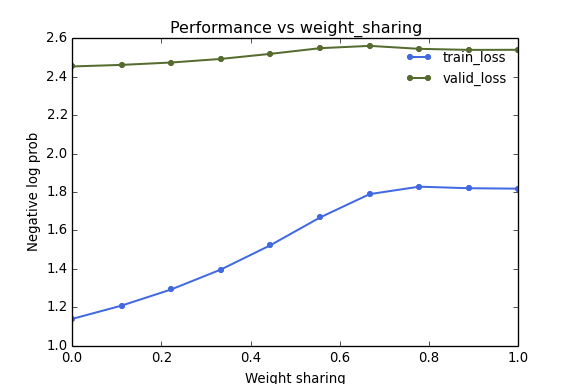 Performance vs weight_sharing
2.6
2.4
2.2
2.0
1.8
1.6
1.4
1.2
1.0
Negative log prob
train_loss
valid_loss
0.0 0.2 0.4 0.6 0.8 1.0
Weight sharing